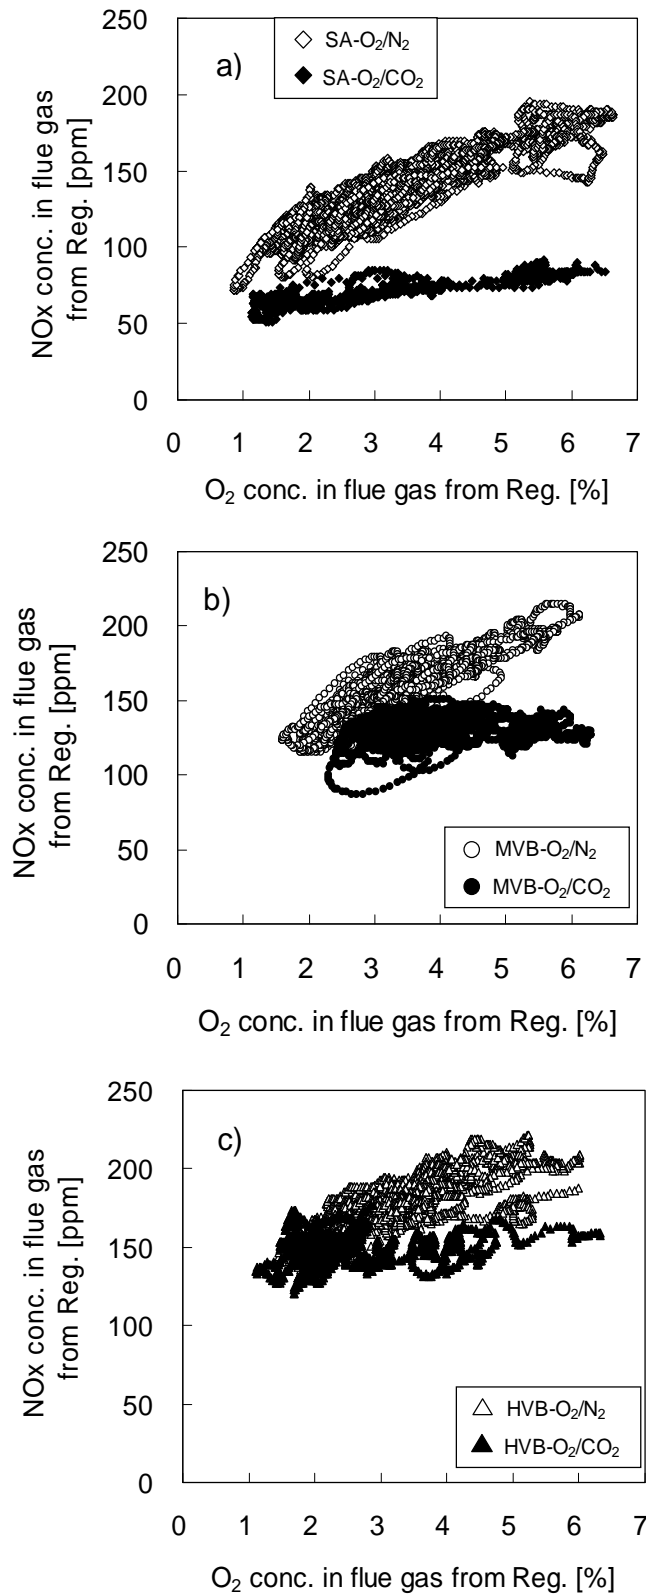 250
200
150
100
50
0
NOx conc. in flue gas
from Reg. [ppm]
a)
SA-O₂/N₂
SA-O₂/CO₂
0 1 2 3 4 5 6 7
O₂ conc. in flue gas from Reg. [%]
250
200
150
100
50
0
NOx conc. in flue gas
from Reg. [ppm]
b)
MVB-O₂/N₂
MVB-O₂/CO₂
0 1 2 3 4 5 6 7
O₂ conc. in flue gas from Reg. [%]
250
200
150
100
50
0
NOx conc. in flue gas
from Reg. [ppm]
c)
HVB-O₂/N₂
HVB-O₂/CO₂
0 1 2 3 4 5 6 7
O₂ conc. in flue gas from Reg. [%]